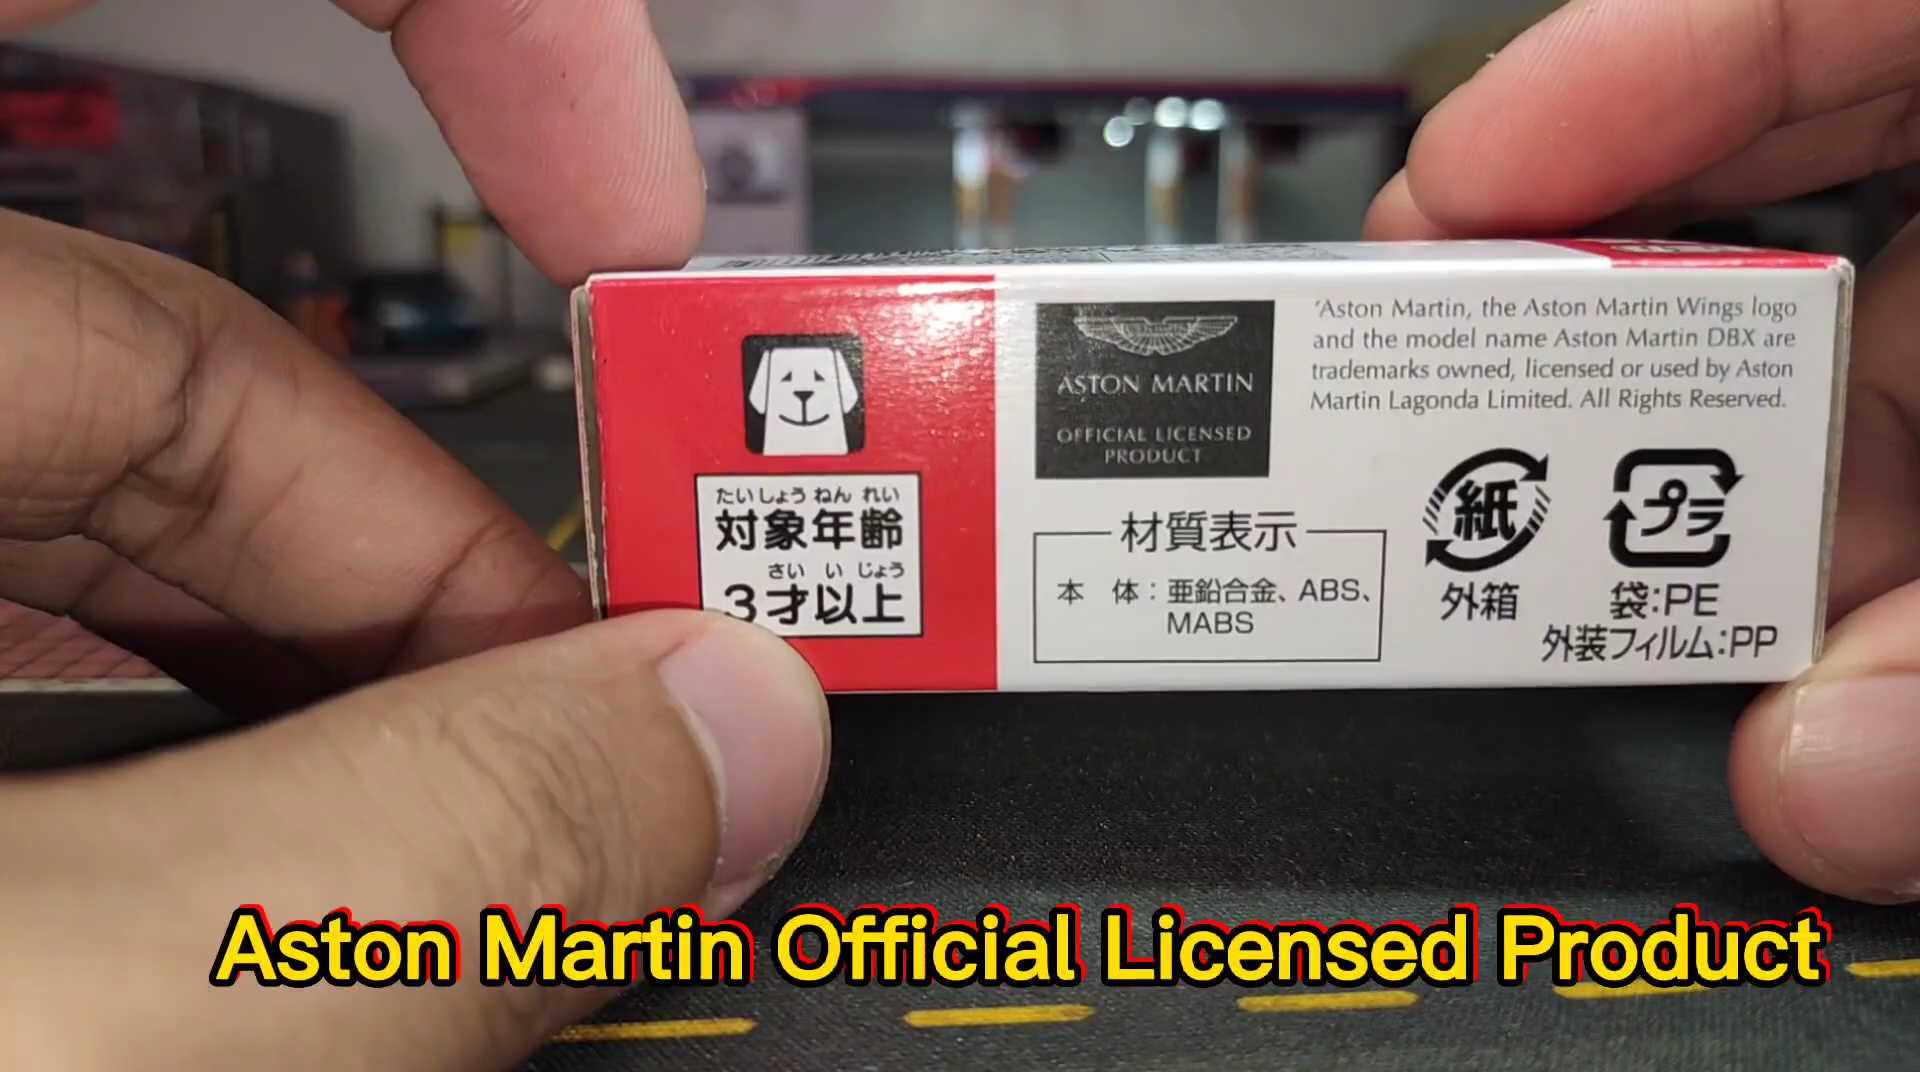 たいしょう ねん れい
対象年齢
さい い じょう
3才以上
ASTON MARTIN
OFFICIAL LICENSED
PRODUCT
'Aston Martin, the Aston Martin Wings logo
and the model name Aston Martin DBX are
trademarks owned, licensed or used by Aston
Martin Lagonda Limited. All Rights Reserved.
材質表示
本 体：亜鉛合金、ABS、
MABS
紙
外箱
プラ
袋：PE
外装フィルム：PP
Aston Martin Official Licensed Product